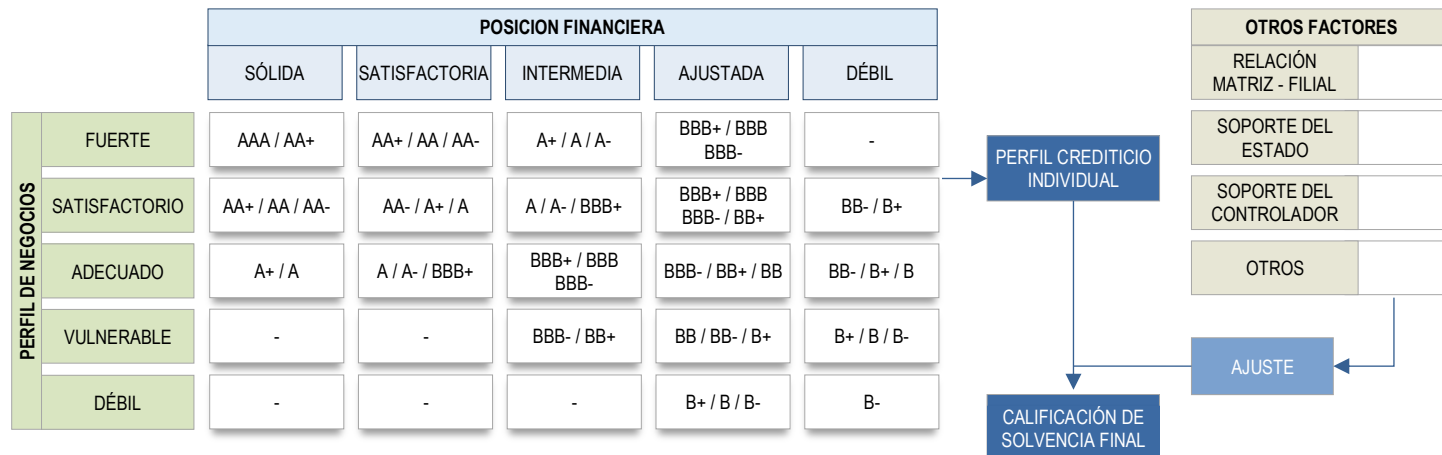 POSICION FINANCIERA
SÓLIDA
SATISFACTORIA
INTERMEDIA
AJUSTADA
DÉBIL
PERFIL DE NEGOCIOS
FUERTE
AAA / AA+
AA+ / AA / AA-
A+ / A / A-
BBB+ / BBB
BBB-
-
SATISFACTORIO
AA+ / AA / AA-
AA- / A+ / A
A / A- / BBB+
BBB+ / BBB
BBB- / BB+
BB- / B+
ADECUADO
A+ / A
A / A- / BBB+
BBB+ / BBB
BBB-
BBB- / BB+ / BB
BB- / B+ / B
VULNERABLE
-
-
BBB- / BB+
BB / BB- / B+
B+ / B / B-
DÉBIL
-
-
-
B+ / B / B-
B-
PERFIL CREDITICIO
INDIVIDUAL
CALIFICACIÓN DE
SOLVENCIA FINAL
OTROS FACTORES
RELACIÓN
MATRIZ - FILIAL
SOPORTE DEL
ESTADO
SOPORTE DEL
CONTROLADOR
OTROS
AJUSTE